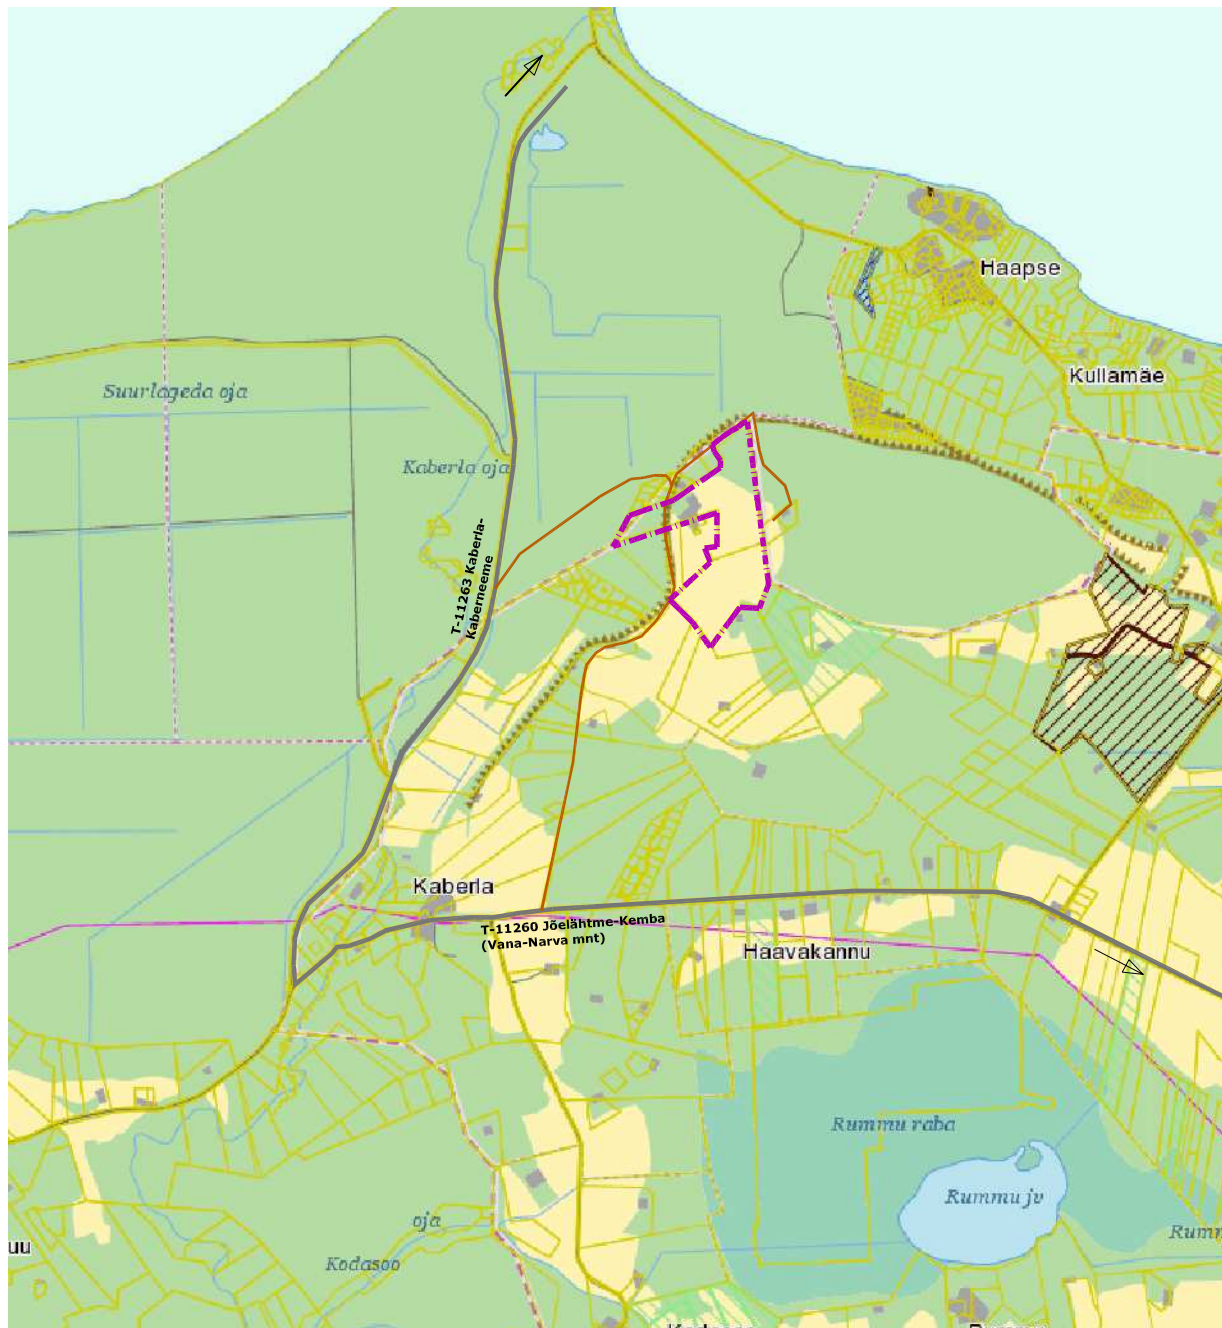 Haapse
Kullamäe
Suurlageda oja
Kaberla oja
T-11263 Kaberla-
Kaberneeme
Kaberla
T-11260 Jõelähtme-Kemba
(Vana-Narva mnt)
Haavakannu
Rummu raba
Rummu jv
oja
Kodasoo
uu
Rumm